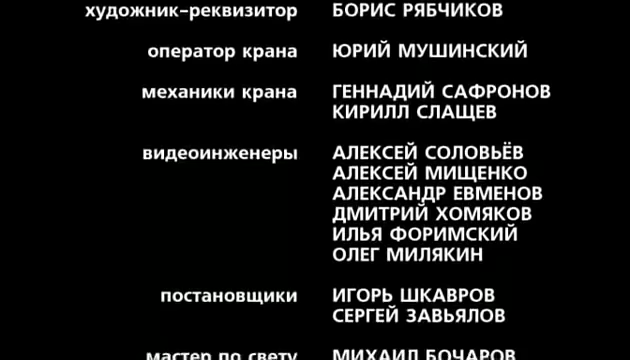 художник-реквизитор БОРИС РЯБЧИКОВ
оператор крана ЮРИЙ МУШИНСКИЙ
механики крана ГЕННАДИЙ САФРОНОВ
КИРИЛЛ СЛАЩЕВ
видеоинженеры АЛЕКСЕЙ СОЛОВЬЁВ
АЛЕКСЕЙ МИЩЕНКО
АЛЕКСАНДР ЕВМЕНОВ
ДМИТРИЙ ХОМЯКОВ
ИЛЬЯ ФОРИМСКИЙ
ОЛЕГ МИЛЯКИН
постановщики ИГОРЬ ШКАВРОВ
СЕРГЕЙ ЗАВЬЯЛОВ
мастер по свету МИХАИЛ БОЧАРОВ